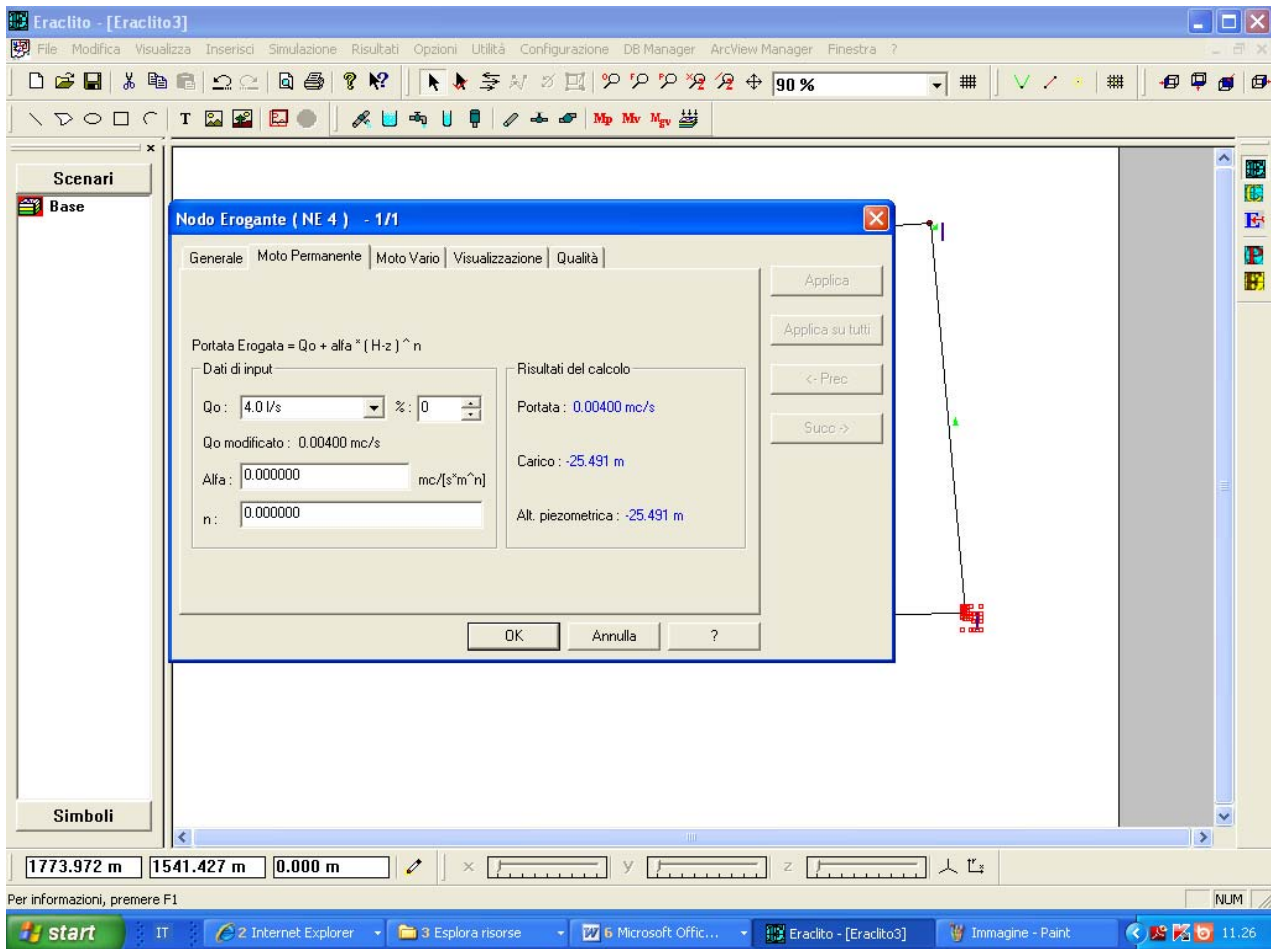 Eraclito - [Eraclito3]
File Modifica Visualizza Inserisci Simulazione Risultati Opzioni Utilità Configurazione DB Manager ArcView Manager Finestra ?
90 %
T Mp Mv Mgv
Scenari
Base
Nodo Erogante ( NE 4 ) - 1/1
Generale Moto Permanente Moto Vario Visualizzazione Qualità
Applica
Applica su tutti
<- Prec
Succ ->
Portata Erogata = Qo + alfa * ( H-z ) ^ n
Dati di input
Qo : 4.0 l/s % : 0
Qo modificato : 0.00400 mc/s
Alfa : 0.000000 mc/[s*m^n]
n : 0.000000
Risultati del calcolo
Portata : 0.00400 mc/s
Carico : -25.491 m
Alt. piezometrica : -25.491 m
OK Annulla ?
Simboli
1773.972 m 1541.427 m 0.000 m x y z
Per informazioni, premere F1 NUM
start IT 2 Internet Explorer 3 Esplora risorse 6 Microsoft Offic... Eraclito - [Eraclito3] Immagine - Paint 11.26